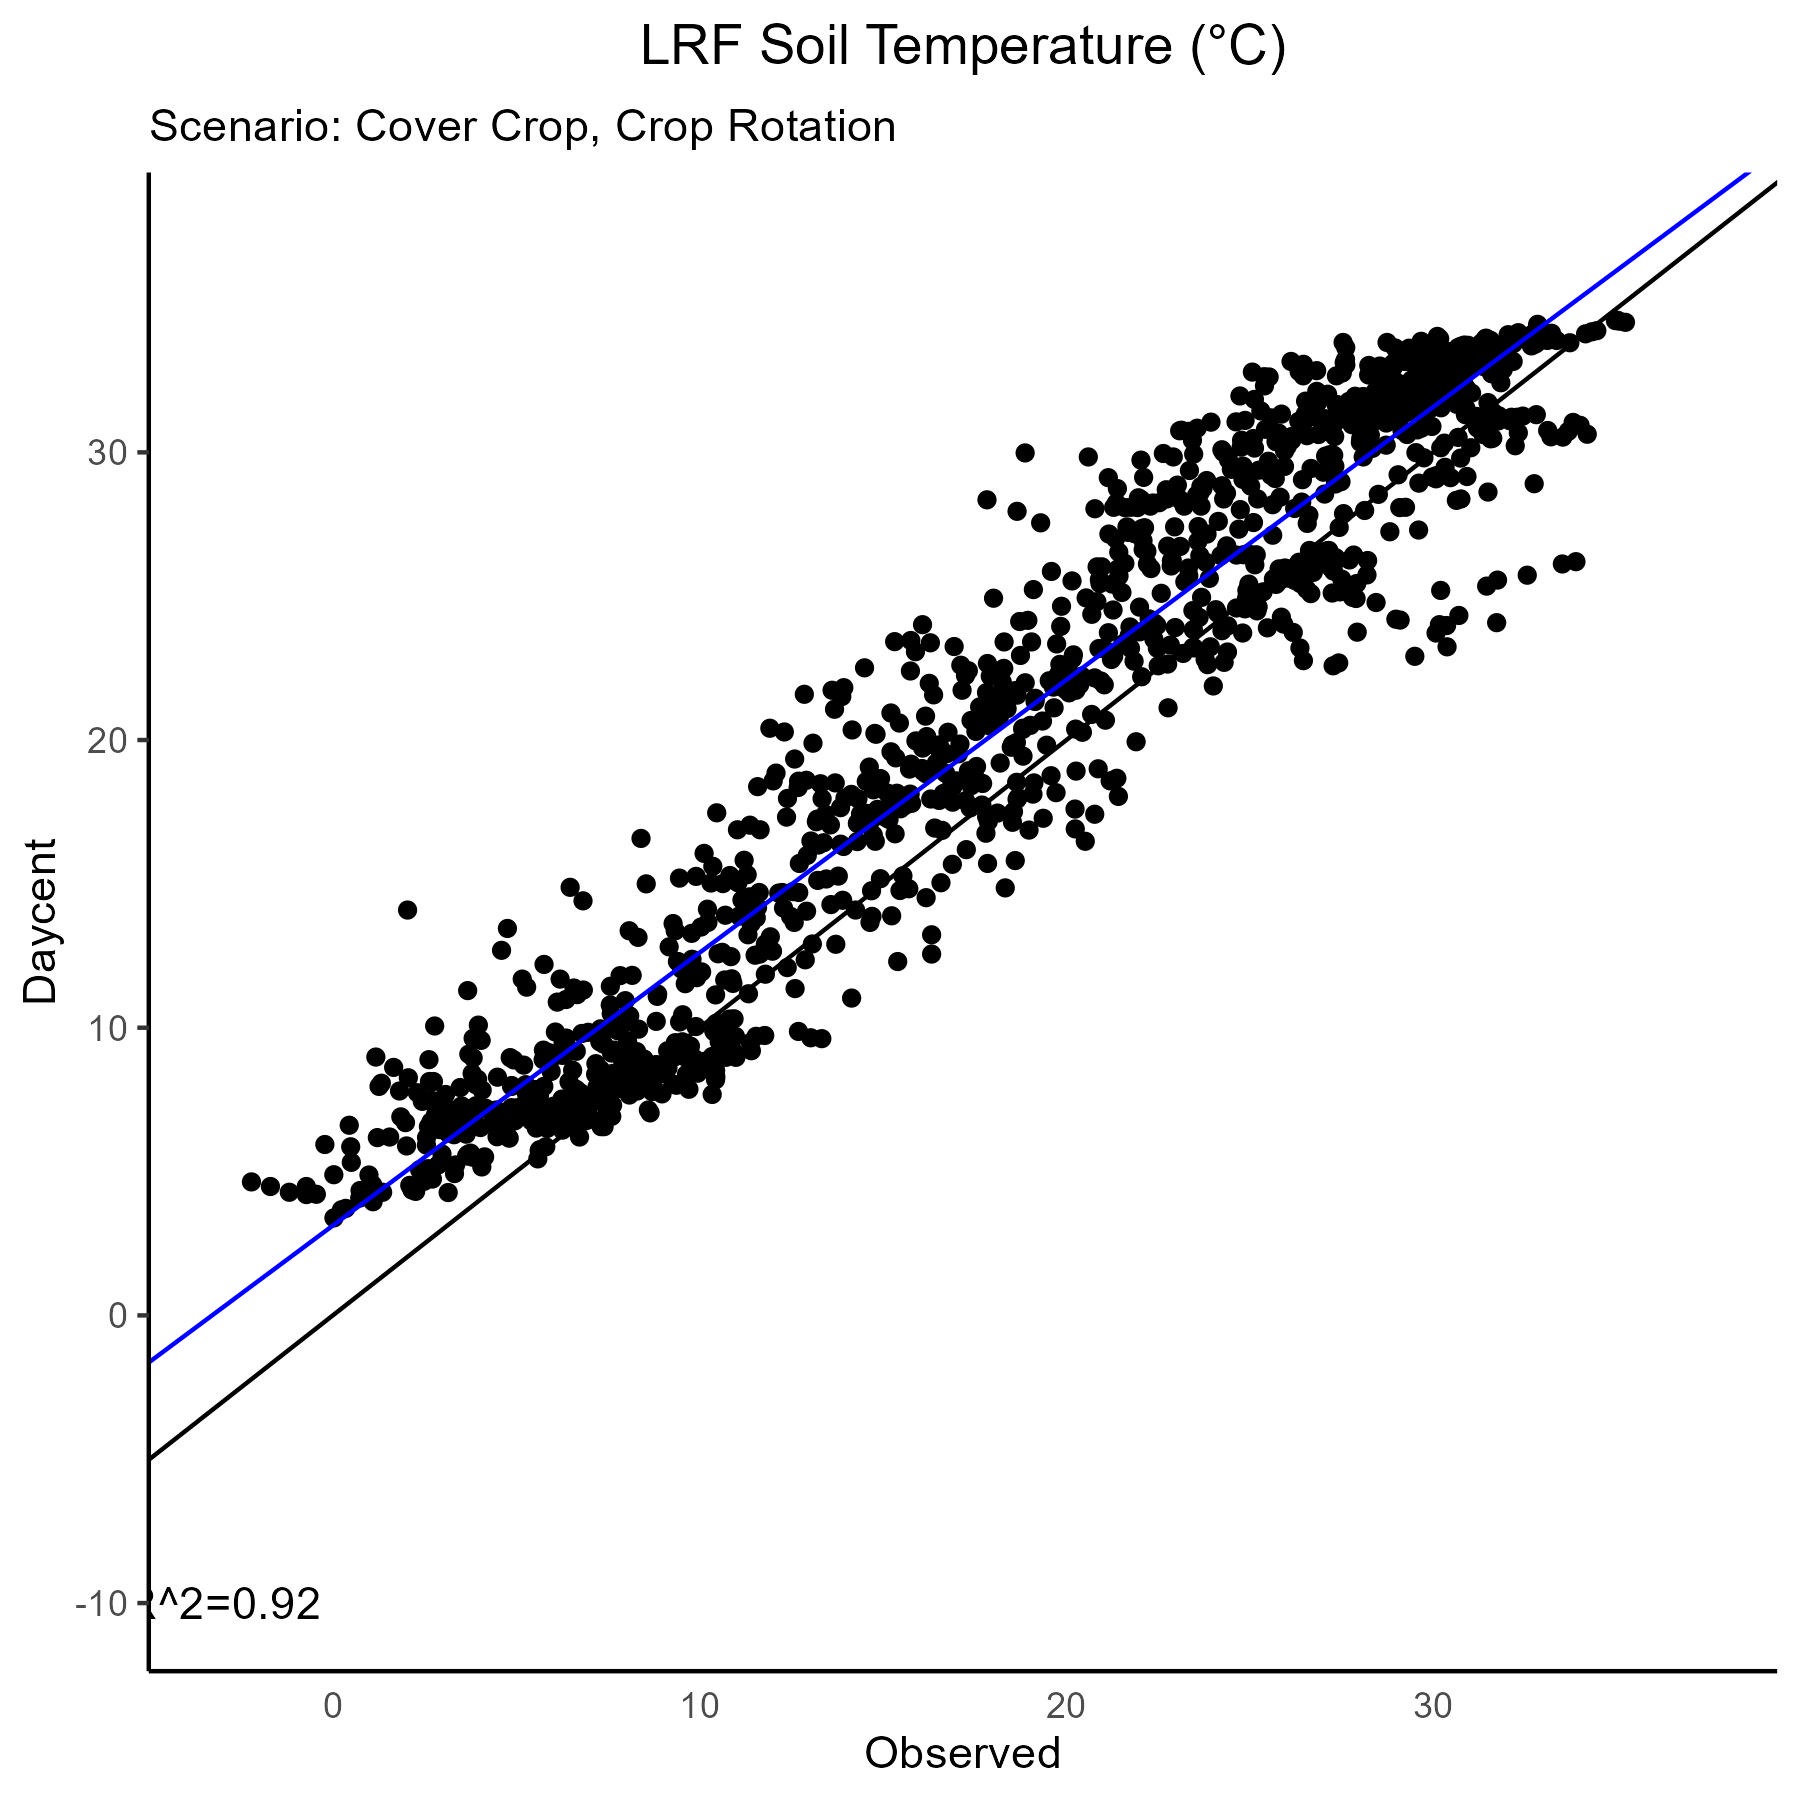 LRF Soil Temperature (°C)
Scenario: Cover Crop, Crop Rotation
30
20
10
0
-10
Daycent
^2=0.92
0 10 20 30
Observed